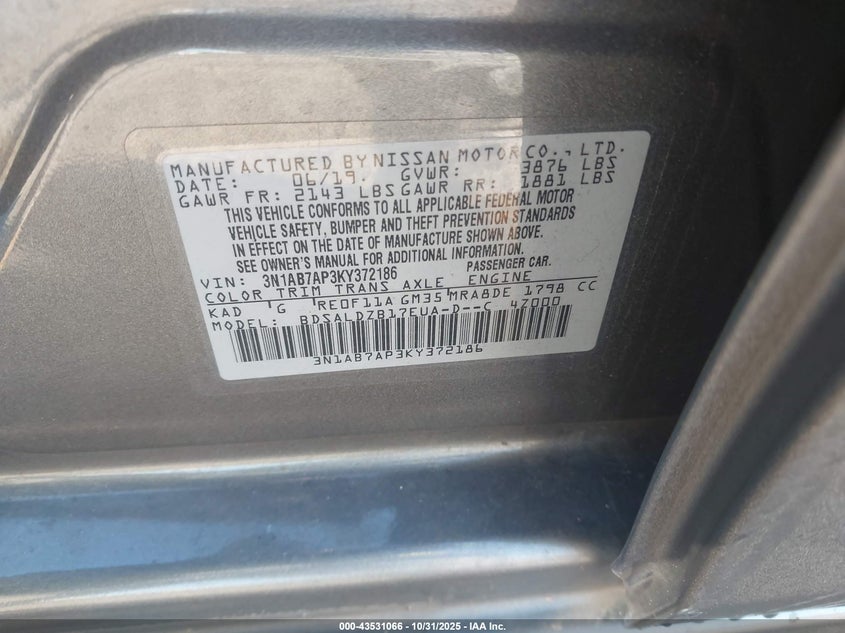 MANUFACTURED BY NISSAN MOTOR CO., LTD.
DATE: 06/19 GVWR: 3876 LBS
GAWR FR: 2143 LBS GAWR RR: 1881 LBS
THIS VEHICLE CONFORMS TO ALL APPLICABLE FEDERAL MOTOR
VEHICLE SAFETY, BUMPER AND THEFT PREVENTION STANDARDS
IN EFFECT ON THE DATE OF MANUFACTURE SHOWN ABOVE.
SEE OWNER'S MANUAL FOR ADDITIONAL INFORMATION.
VIN: 3N1AB7AP3KY372186 PASSENGER CAR.
COLOR TRIM TRANS AXLE ENGINE
KAD G RE0F11A GM35 MRA8DE 1798 CC
MODEL: BDSALDZB17EUA-D--C 4Z000
3N1AB7AP3KY372186
000-43531066 - 10/31/2025 - IAA Inc.